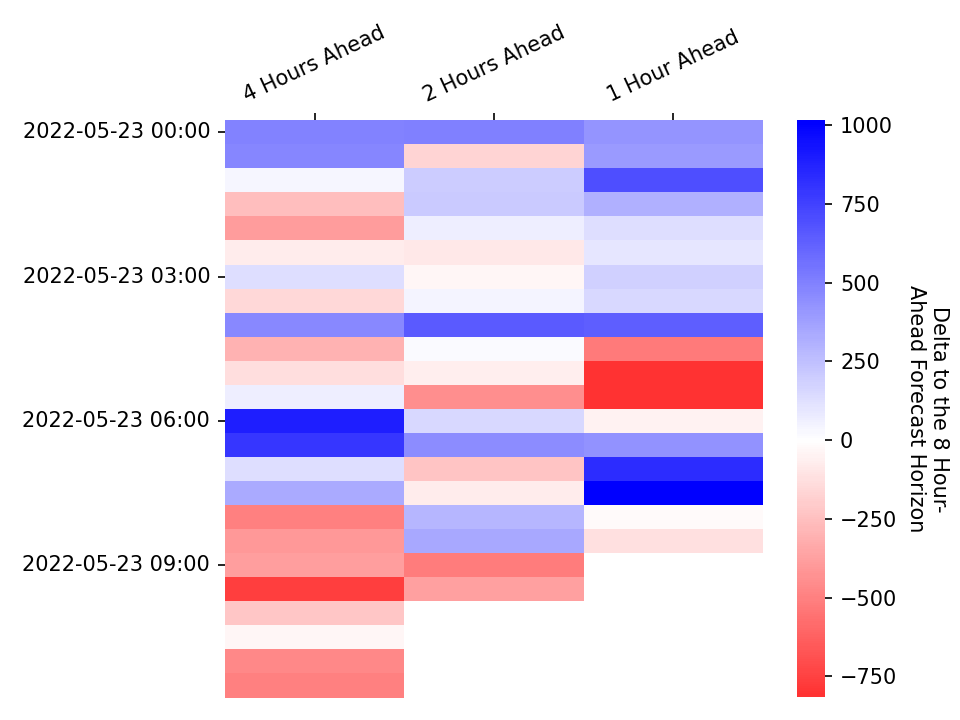 4 Hours Ahead
2 Hours Ahead
1 Hour Ahead
2022-05-23 00:00
2022-05-23 03:00
2022-05-23 06:00
2022-05-23 09:00
1000
750
500
250
0
−250
−500
−750
Delta to the 8 Hour-
Ahead Forecast Horizon